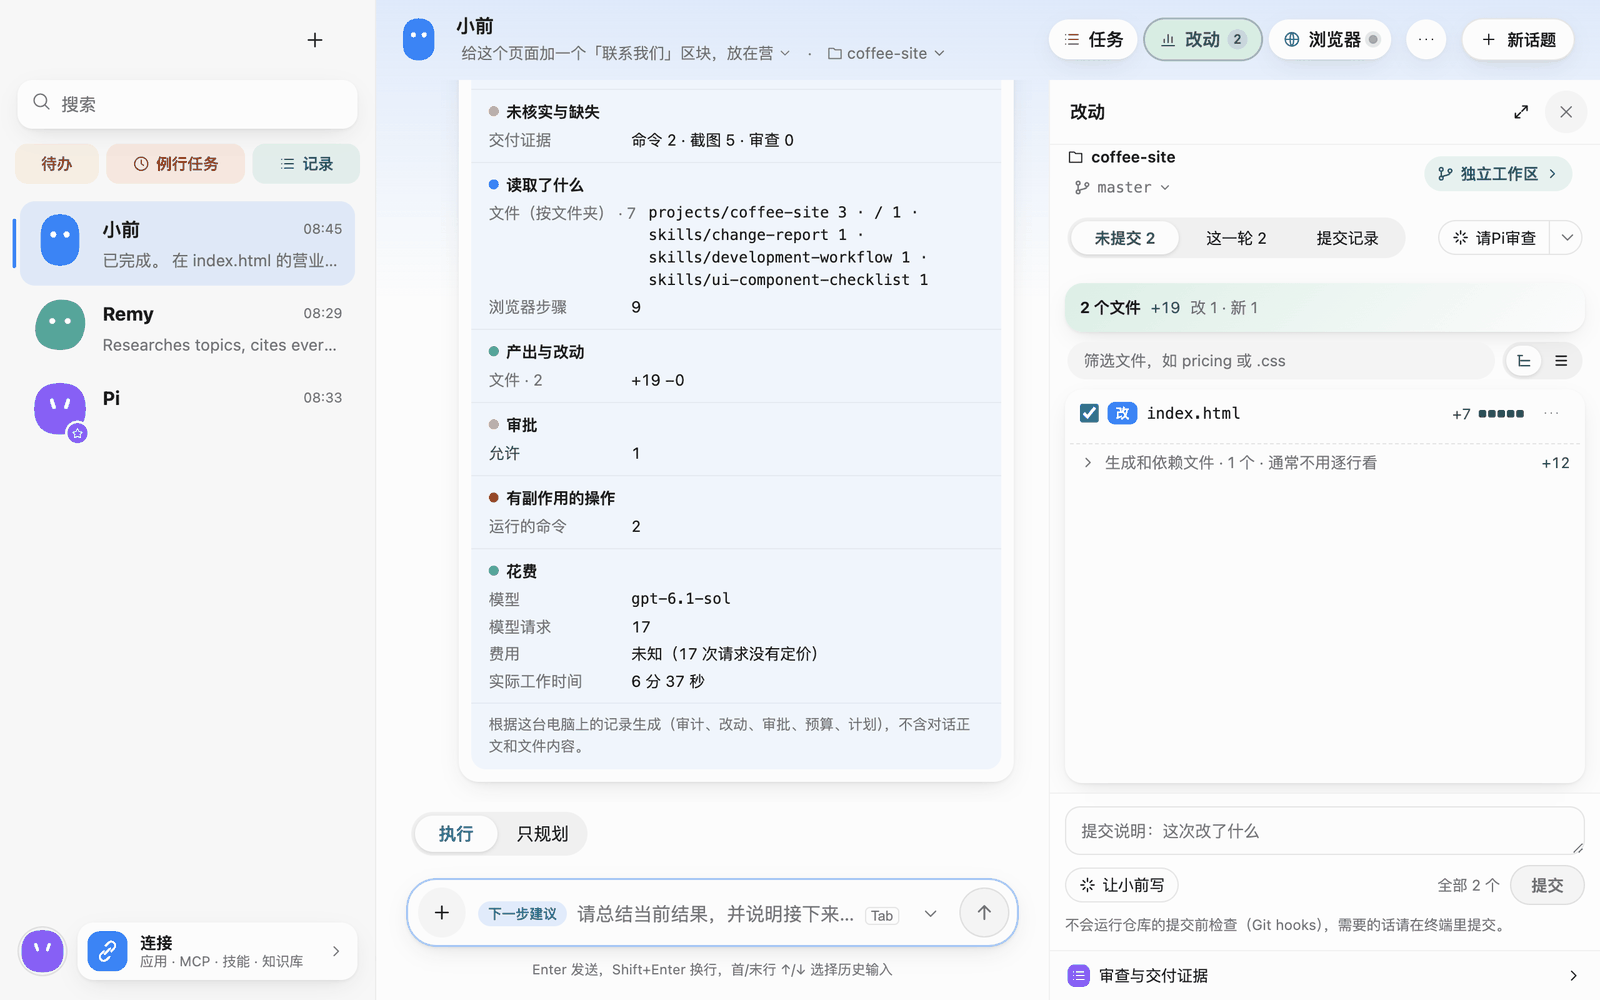 搜索
待办
例行任务
记录
小前
08:45
已完成。 在 index.html 的营业...
Remy
08:29
Researches topics, cites ever...
Pi
08:33
连接
应用 · MCP · 技能 · 知识库
小前
给这个页面加一个「联系我们」区块，放在营
·
coffee-site
任务
改动 2
浏览器
新话题
未核实与缺失
交付证据 命令 2 · 截图 5 · 审查 0
读取了什么
文件（按文件夹） · 7 projects/coffee-site 3 · / 1 ·
skills/change-report 1 ·
skills/development-workflow 1 ·
skills/ui-component-checklist 1
浏览器步骤 9
产出与改动
文件 · 2 +19 −0
审批
允许 1
有副作用的操作
运行的命令 2
花费
模型 gpt-6.1-sol
模型请求 17
费用 未知（17 次请求没有定价）
实际工作时间 6 分 37 秒
根据这台电脑上的记录生成（审计、改动、审批、预算、计划），不含对话正
文和文件内容。
执行
只规划
下一步建议 请总结当前结果，并说明接下来... Tab
Enter 发送，Shift+Enter 换行，首/末行 ↑/↓ 选择历史输入
改动
coffee-site
master
独立工作区
未提交 2
这一轮 2
提交记录
请Pi审查
2 个文件 +19 改 1 · 新 1
筛选文件，如 pricing 或 .css
改 index.html +7
生成和依赖文件 · 1 个 · 通常不用逐行看 +12
提交说明：这次改了什么
让小前写
全部 2 个
提交
不会运行仓库的提交前检查（Git hooks），需要的话请在终端里提交。
审查与交付证据